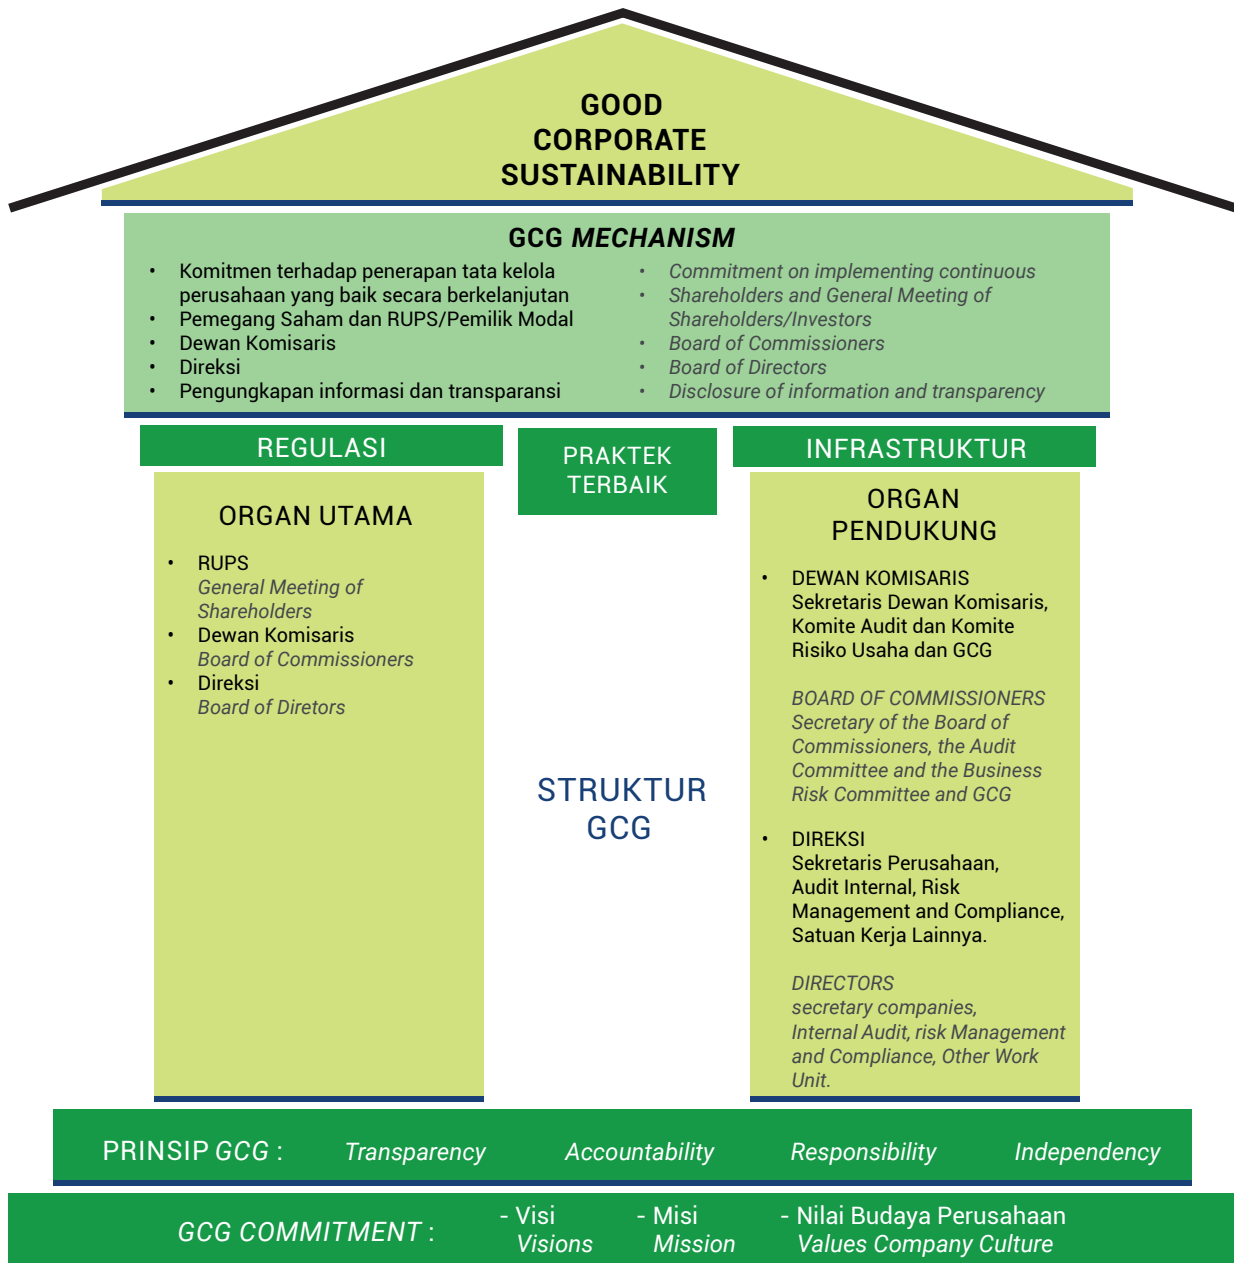 GOOD
CORPORATE
SUSTAINABILITY
GCG MECHANISM
• Komitmen terhadap penerapan tata kelola
perusahaan yang baik secara berkelanjutan
• Pemegang Saham dan RUPS/Pemilik Modal
• Dewan Komisaris
• Direksi
• Pengungkapan informasi dan transparansi
• Commitment on implementing continuous
• Shareholders and General Meeting of
Shareholders/Investors
• Board of Commissioners
• Board of Directors
• Disclosure of information and transparency
REGULASI
PRAKTEK
TERBAIK
INFRASTRUKTUR
ORGAN UTAMA
• RUPS
General Meeting of
Shareholders
• Dewan Komisaris
Board of Commissioners
• Direksi
Board of Diretors
STRUKTUR
GCG
ORGAN
PENDUKUNG
• DEWAN KOMISARIS
Sekretaris Dewan Komisaris,
Komite Audit dan Komite
Risiko Usaha dan GCG
BOARD OF COMMISSIONERS
Secretary of the Board of
Commissioners, the Audit
Committee and the Business
Risk Committee and GCG
• DIREKSI
Sekretaris Perusahaan,
Audit Internal, Risk
Management and Compliance,
Satuan Kerja Lainnya.
DIRECTORS
secretary companies,
Internal Audit, risk Management
and Compliance, Other Work
Unit.
PRINSIP GCG : Transparency Accountability Responsibility Independency
GCG COMMITMENT : - Visi - Misi - Nilai Budaya Perusahaan
Visions Mission Values Company Culture